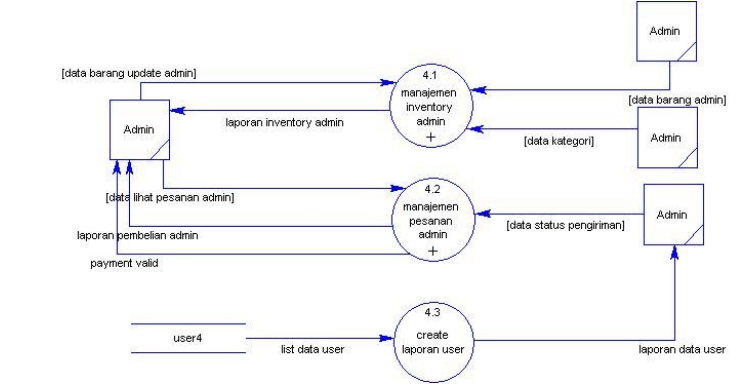 Admin
[data barang update admin]
4.1
manajemen
inventory
admin
+
[data barang admin]
laporan inventory admin
Admin
Admin
[data kategori]
4.2
manajemen
pesanan
admin
+
[data lihat pesanan admin]
Admin
[data status pengiriman]
laporan pembelian admin
payment valid
4.3
create
laporan user
user4
list data user
laporan data user